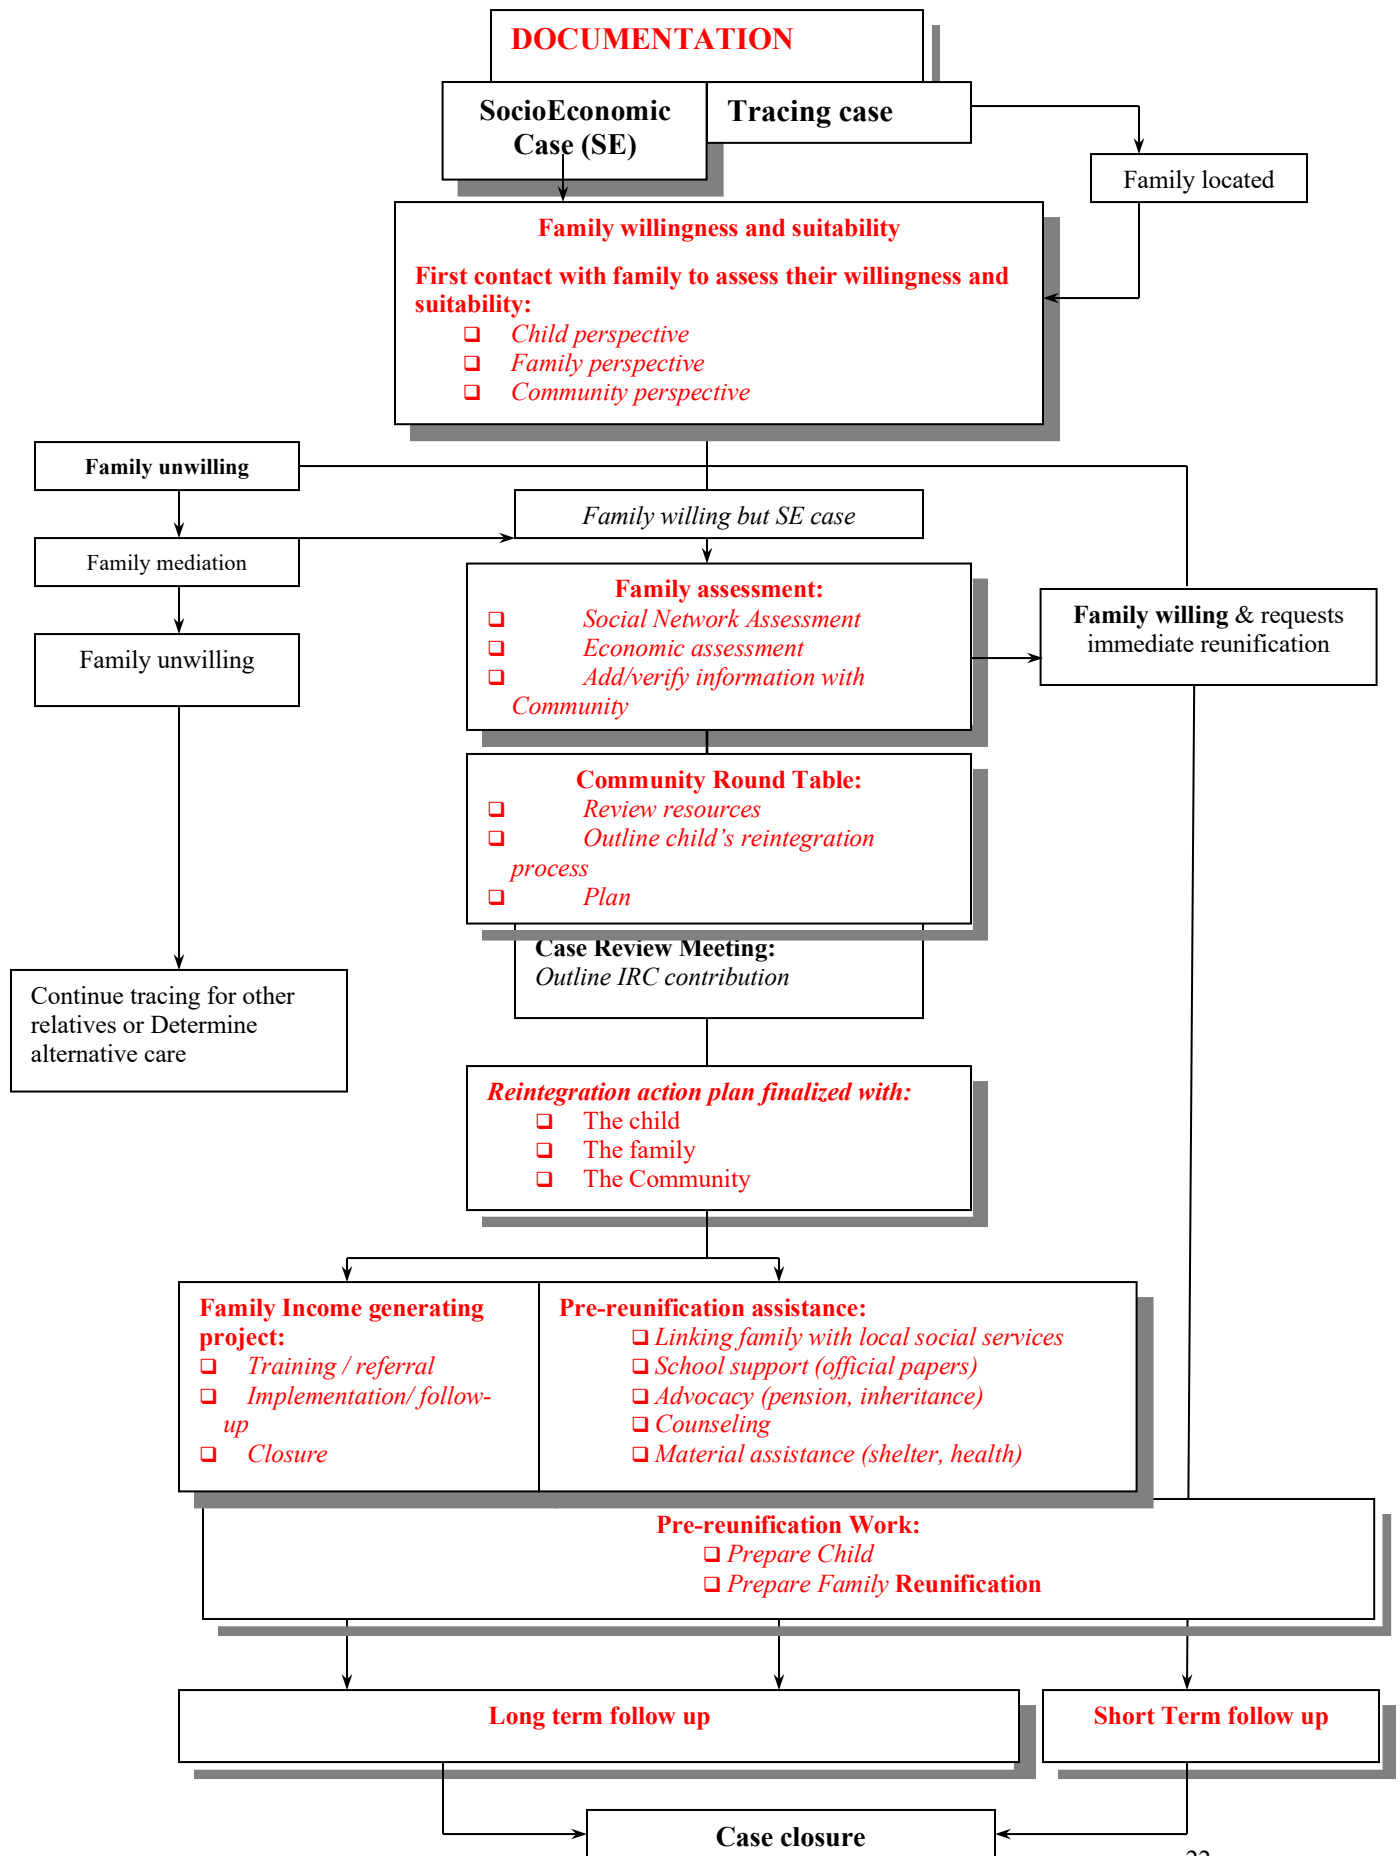 DOCUMENTATION
SocioEconomic
Case (SE)
Tracing case
Family located
Family willingness and suitability
First contact with family to assess their willingness and
suitability:
❑ Child perspective
❑ Family perspective
❑ Community perspective
Family unwilling
Family willing but SE case
Family mediation
Family assessment:
❑ Social Network Assessment
❑ Economic assessment
❑ Add/verify information with
Community
Family willing & requests
immediate reunification
Family unwilling
Community Round Table:
❑ Review resources
❑ Outline child’s reintegration
process
❑ Plan
Case Review Meeting:
Outline IRC contribution
Continue tracing for other
relatives or Determine
alternative care
Reintegration action plan finalized with:
❑ The child
❑ The family
❑ The Community
Family Income generating
project:
❑ Training / referral
❑ Implementation/ follow-
up
❑ Closure
Pre-reunification assistance:
❑ Linking family with local social services
❑ School support (official papers)
❑ Advocacy (pension, inheritance)
❑ Counseling
❑ Material assistance (shelter, health)
Pre-reunification Work:
❑ Prepare Child
❑ Prepare Family Reunification
Long term follow up
Short Term follow up
Case closure